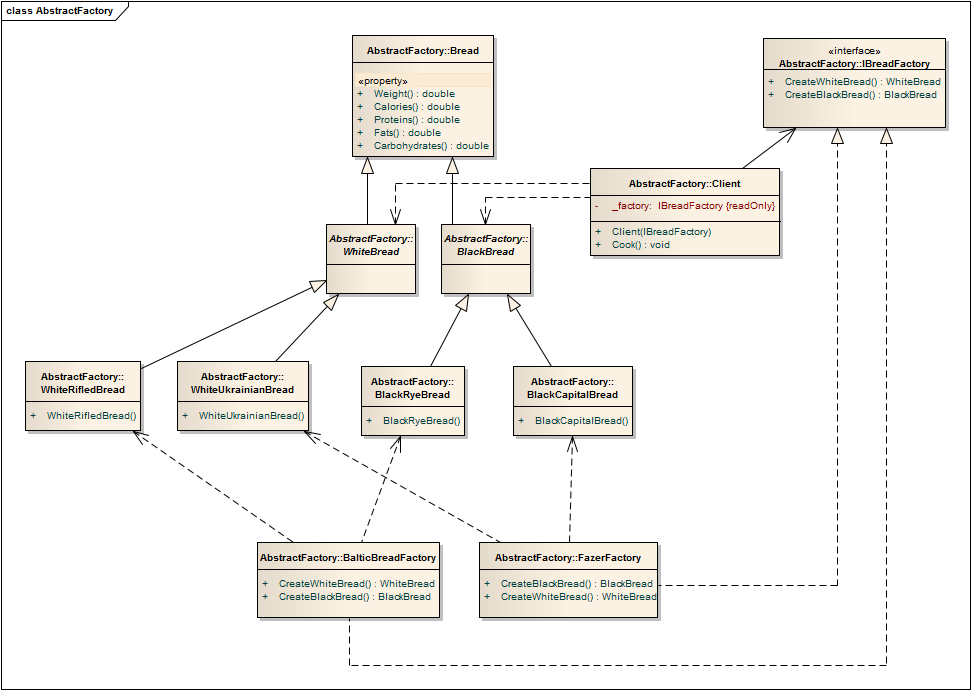 class AbstractFactory
AbstractFactory::Bread
«property»
+ Weight() : double
+ Calories() : double
+ Proteins() : double
+ Fats() : double
+ Carbohydrates() : double
«interface»
AbstractFactory::IBreadFactory
+ CreateWhiteBread() : WhiteBread
+ CreateBlackBread() : BlackBread
AbstractFactory::Client
- _factory: IBreadFactory {readOnly}
+ Client(IBreadFactory)
+ Cook() : void
AbstractFactory::
WhiteBread
AbstractFactory::
BlackBread
AbstractFactory::
WhiteRifledBread
+ WhiteRifledBread()
AbstractFactory::
WhiteUkrainianBread
+ WhiteUkrainianBread()
AbstractFactory::
BlackRyeBread
+ BlackRyeBread()
AbstractFactory::
BlackCapitalBread
+ BlackCapitalBread()
AbstractFactory::BalticBreadFactory
+ CreateWhiteBread() : WhiteBread
+ CreateBlackBread() : BlackBread
AbstractFactory::FazerFactory
+ CreateBlackBread() : BlackBread
+ CreateWhiteBread() : WhiteBread